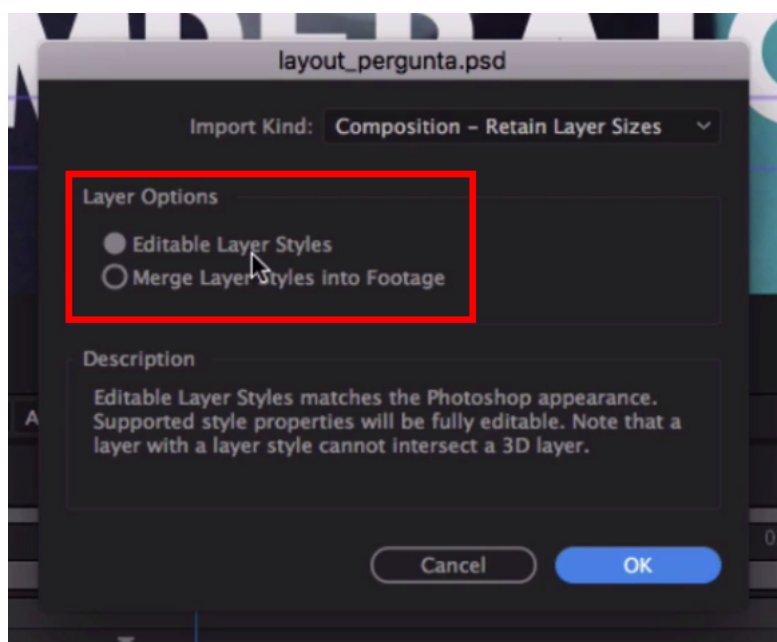 layout_pergunta.psd
Import Kind: Composition – Retain Layer Sizes
Layer Options
Editable Layer Styles
Merge Layer Styles into Footage
Description
Editable Layer Styles matches the Photoshop appearance.
Supported style properties will be fully editable. Note that a
layer with a layer style cannot intersect a 3D layer.
Cancel
OK